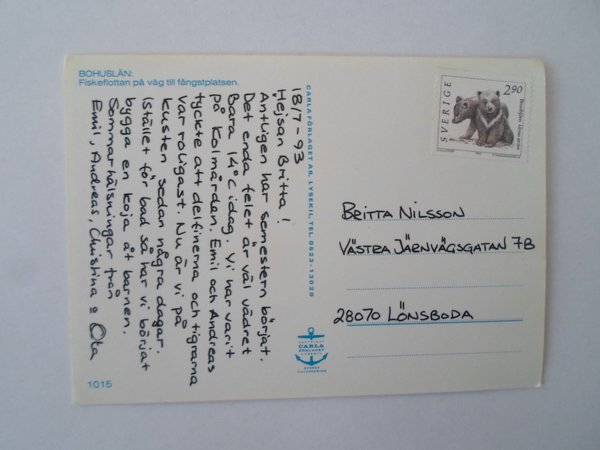 BOHUSLÄN:
Fiskeflottan på väg till fångstplatsen.
18/7-93
Hejsan Britta!
Äntligen har semestern börjat.
Det enda felet är väl vädret
Bara 14°C idag. Vi har varit
på Kolmården. Emil och Andreas
tyckte att delfinerna och tigrarna
var roligast. Nu är vi på
kusten sedan några dagar.
Istället för bad så har vi börjat
bygga en koja åt barnen.
Sommarhälsningar från
Emil, Andreas, Christina o Ola
1015
CARLAFÖRLAGET AB, LYSEKIL, TEL. 0523-13020
SVERIGE
2.90
BRITTA NILSSON
VÄSTRA JÄRNVÄGSGATAN 7B
28070 LÖNSBODA
CARLA
FÖRLAGET
LYSEKIL